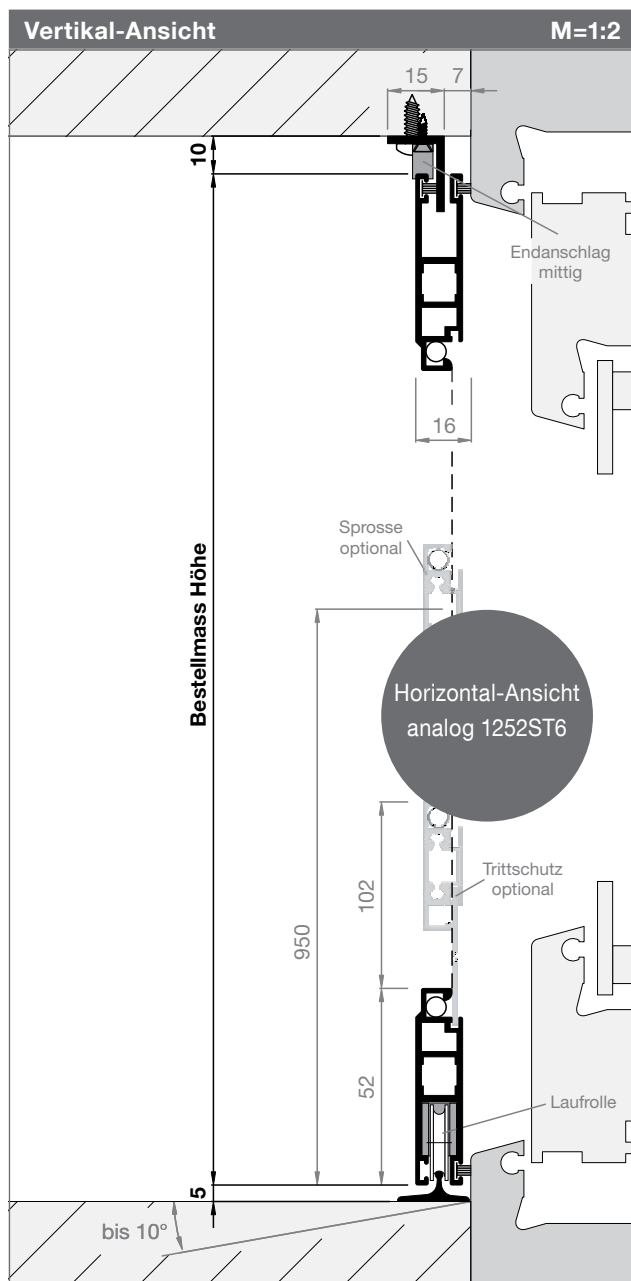 Vertikal-Ansicht M=1:2
15 7
10
Endanschlag
mittig
16
Sprosse
optional
Bestellmass Höhe
Horizontal-Ansicht
analog 1252ST6
102
Trittschutz
optional
950
52
Laufrolle
5
bis 10°